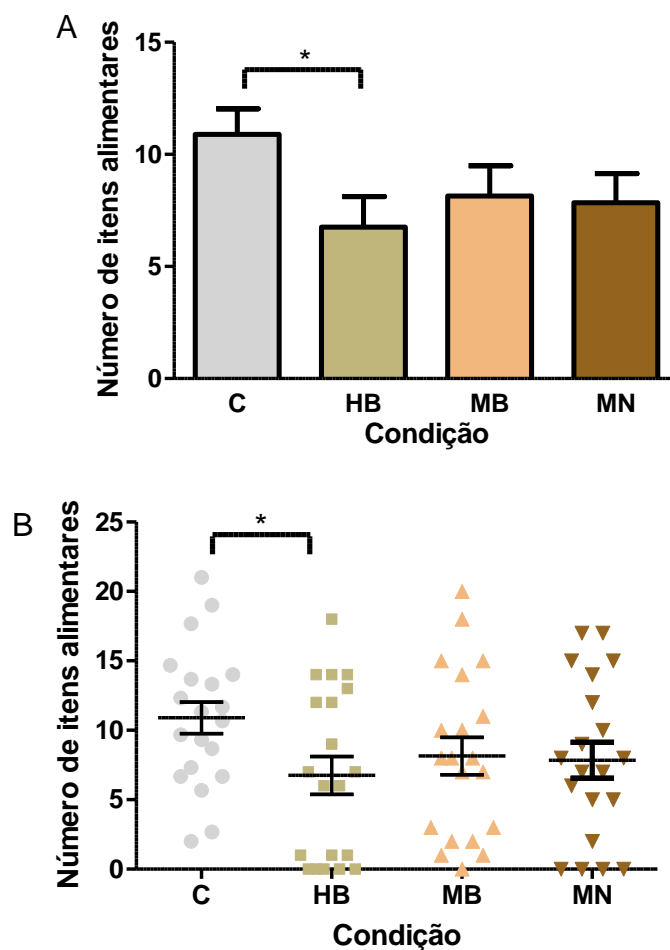 A
Número de itens alimentares
15
10
5
0
*
C HB MB MN
Condição
B
Número de itens alimentares
25
20
15
10
5
0
*
C HB MB MN
Condição